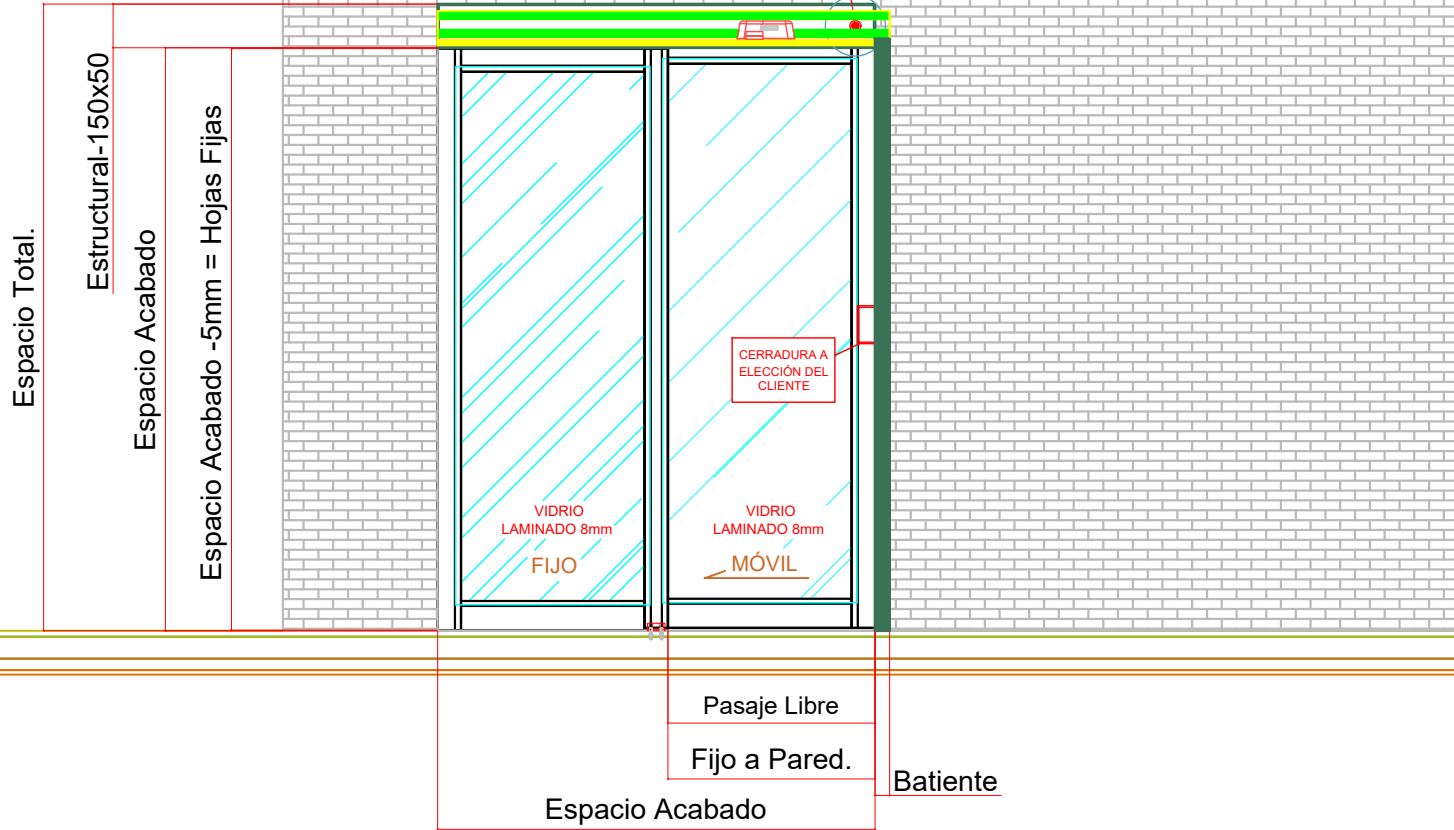 Espacio Total.
Estructural-150x50
Espacio Acabado
Espacio Acabado -5mm = Hojas Fijas
CERRADURA A
ELECCIÓN DEL
CLIENTE
VIDRIO
LAMINADO 8mm
FIJO
VIDRIO
LAMINADO 8mm
MÓVIL
Pasaje Libre
Fijo a Pared.
Batiente
Espacio Acabado